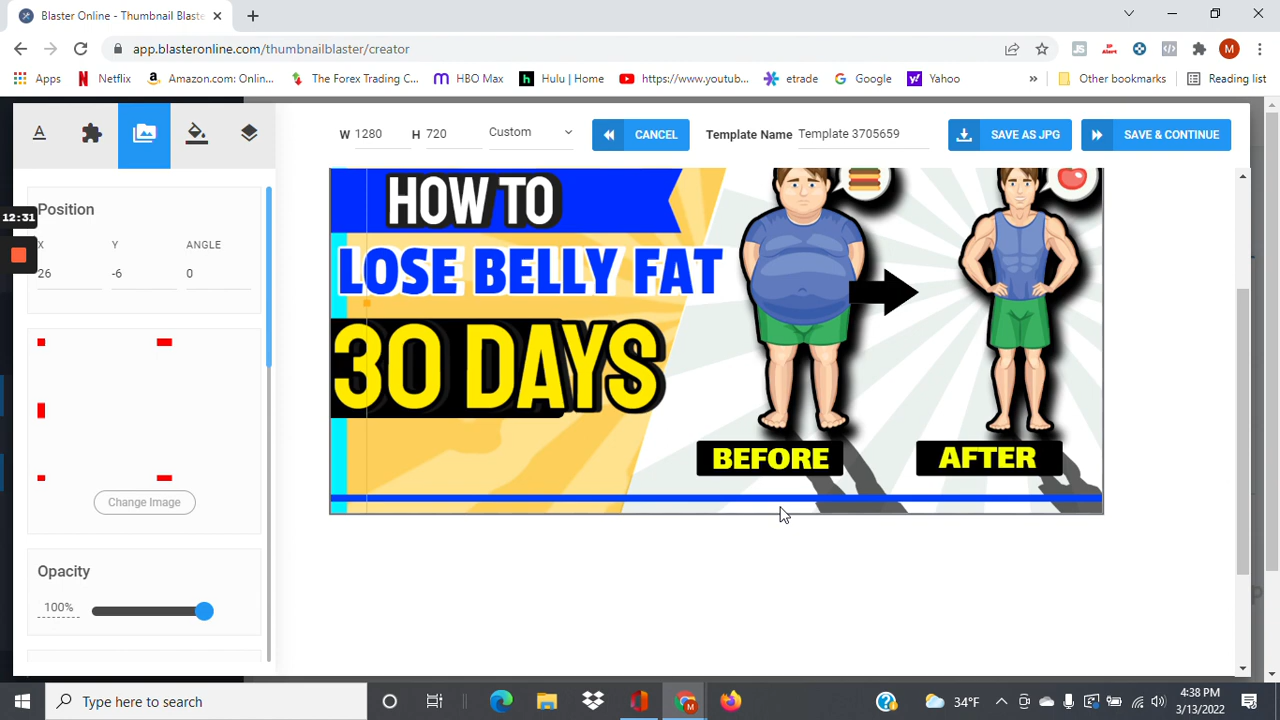 Blaster Online - Thumbnail Blaste
app.blasteronline.com/thumbnailblaster/creator
Apps
Netflix
Amazon.com: Onlin...
The Forex Trading C...
HBO Max
Hulu | Home
https://www.youtub...
etrade
Google
Yahoo
»
Other bookmarks
Reading list
W 1280 H 720 Custom
CANCEL
Template Name Template 3705659
SAVE AS JPG
SAVE & CONTINUE
Position
12:31
X Y ANGLE
26 -6 0
Change Image
Opacity
100%
HOW TO
LOSE BELLY FAT
30 DAYS
BEFORE
AFTER
Type here to search
34°F
4:38 PM
3/13/2022